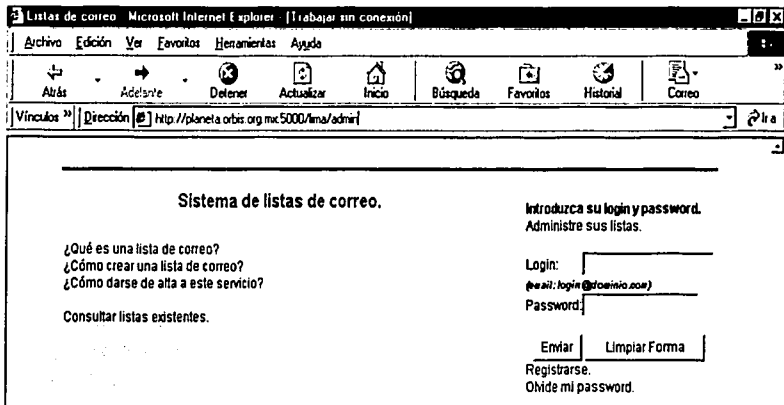 Listas de correo - Microsoft Internet Explorer - [Trabajar sin conexión]
Archivo Edición Ver Favoritos Herramientas Ayuda
Atrás Adelante Detener Actualizar Inicio Búsqueda Favoritos Historial Correo
Vínculos » Dirección http://planeta.orbis.org.mx:5000/lima/admin Ir a
Sistema de listas de correo.
¿Qué es una lista de correo?
¿Cómo crear una lista de correo?
¿Cómo darse de alta a este servicio?
Consultar listas existentes.
Introduzca su login y password.
Administre sus listas.
Login:
(email: login@dominio.com)
Password:
Enviar Limpiar Forma
Registrarse.
Olvide mi password.